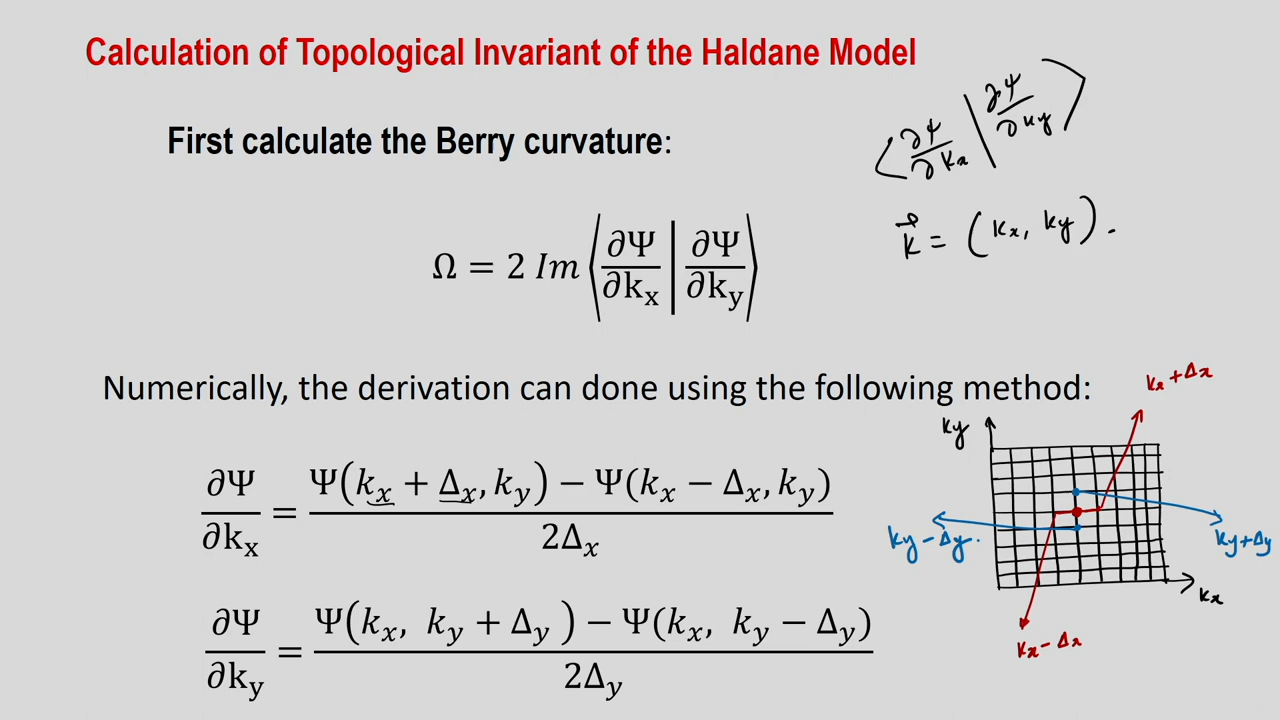 Calculation of Topological Invariant of the Haldane Model
⟨∂Ψ/∂kx | ∂Ψ/∂ky⟩
First calculate the Berry curvature:
k⃗ = (kx, ky).
Ω = 2 Im ⟨∂Ψ/∂kx | ∂Ψ/∂ky⟩
Numerically, the derivation can done using the following method:
kx+Δx
ky
∂Ψ/∂kx = (Ψ(kx + Δx, ky) − Ψ(kx − Δx, ky))/2Δx
ky-Δy.
ky+Δy
kx
kx-Δx
∂Ψ/∂ky = (Ψ(kx, ky + Δy) − Ψ(kx, ky − Δy))/2Δy